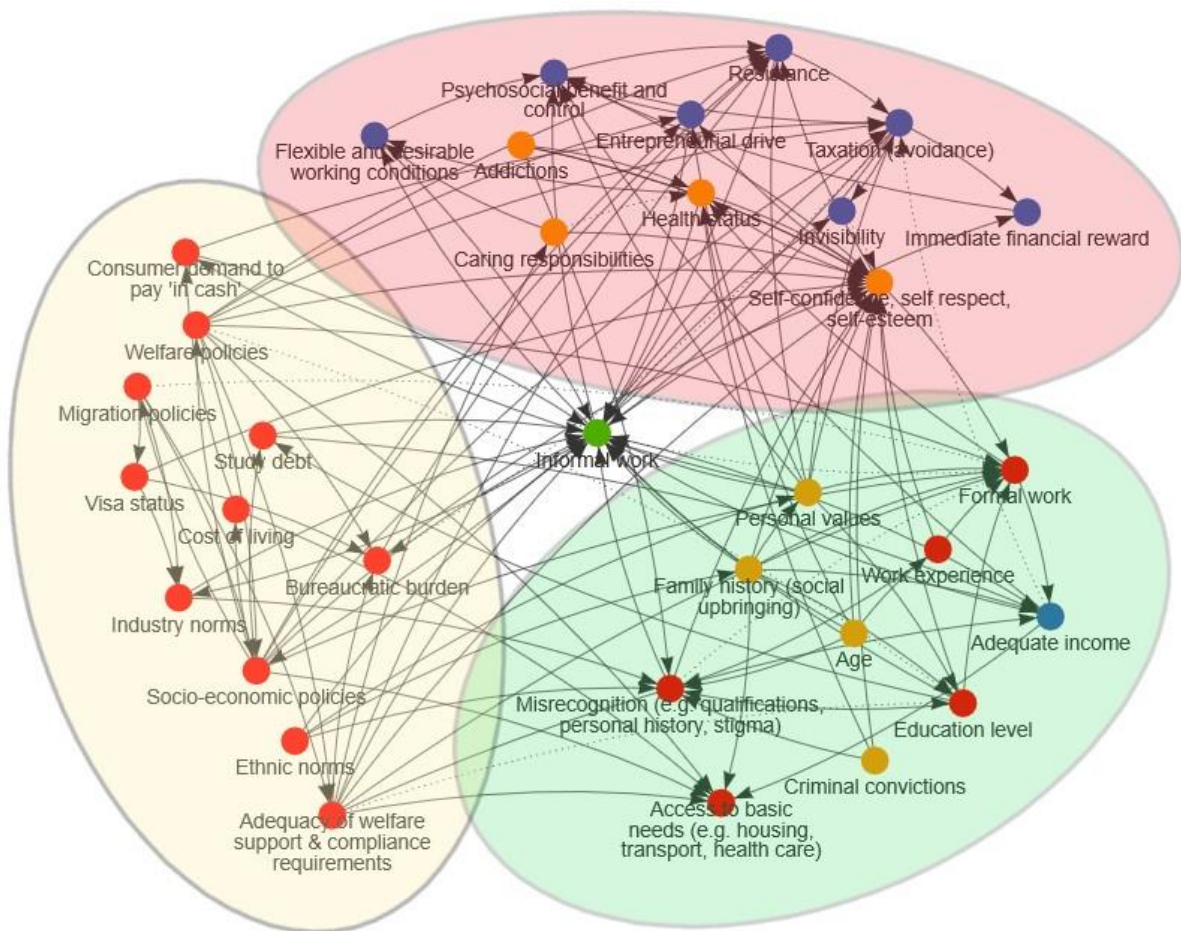 Resistance
Psychosocial benefit and
control
Entrepreneurial drive
Taxation (avoidance)
Flexible and desirable
working conditions
Addictions
Health status
Invisibility
Immediate financial reward
Caring responsibilities
Self-confidence, self respect,
self-esteem
Consumer demand to
pay 'in cash'
Welfare policies
Migration policies
Study debt
Visa status
Cost of living
Bureaucratic burden
Industry norms
Socio-economic policies
Ethnic norms
Adequacy of welfare
support & compliance
requirements
Informal work
Formal work
Personal values
Work experience
Family history (social
upbringing)
Adequate income
Age
Misrecognition (e.g. qualifications,
personal history, stigma)
Education level
Criminal convictions
Access to basic
needs (e.g. housing,
transport, health care)